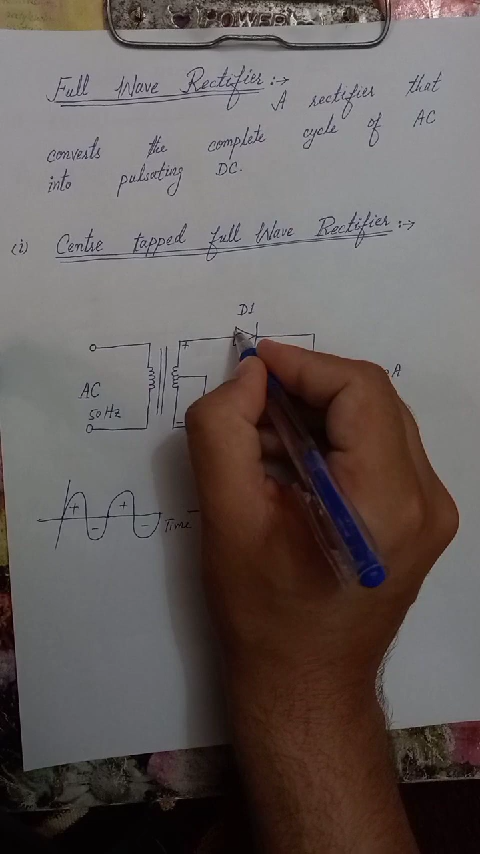 POWER
Full Wave Rectifier :→ A rectifier that
converts the complete cycle of AC
into pulsating DC.
(i) Centre tapped full Wave Rectifier :→
D1
+
A
AC
50Hz
+ +
- -
Time